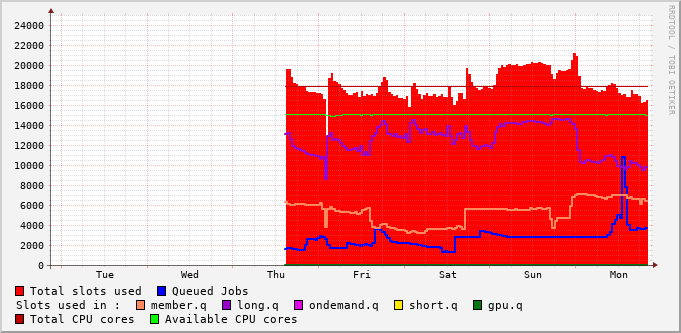 24000
22000
20000
18000
16000
14000
12000
10000
8000
6000
4000
2000
0
Tue Wed Thu Fri Sat Sun Mon
Total slots used Queued Jobs
Slots used in : member.q long.q ondemand.q short.q gpu.q
Total CPU cores Available CPU cores
RRDTOOL / TOBI OETIKER